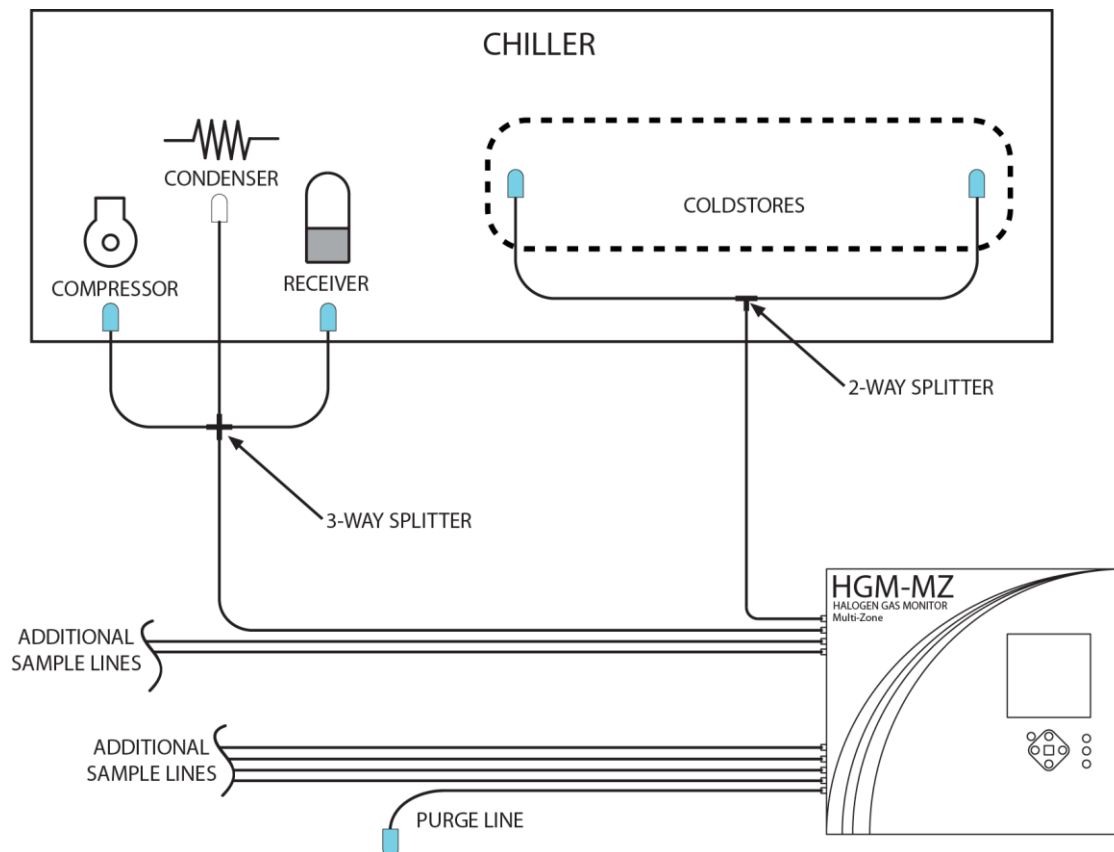 CHILLER
CONDENSER
COLDSTORES
COMPRESSOR
RECEIVER
2-WAY SPLITTER
3-WAY SPLITTER
HGM-MZ
HALOGEN GAS MONITOR
Multi-Zone
ADDITIONAL
SAMPLE LINES
ADDITIONAL
SAMPLE LINES
PURGE LINE